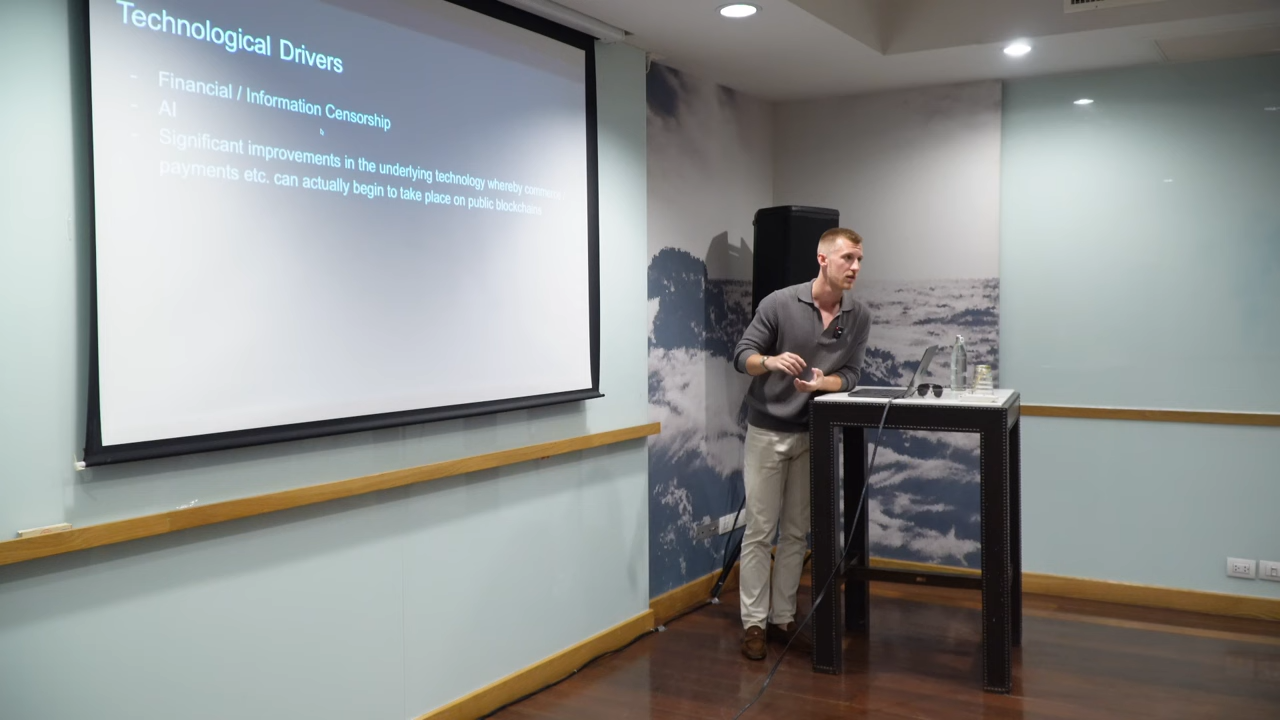 Technological Drivers
- Financial / Information Censorship
- AI
- Significant improvements in the underlying technology whereby
payments etc. can actually begin to take place on public blockchains